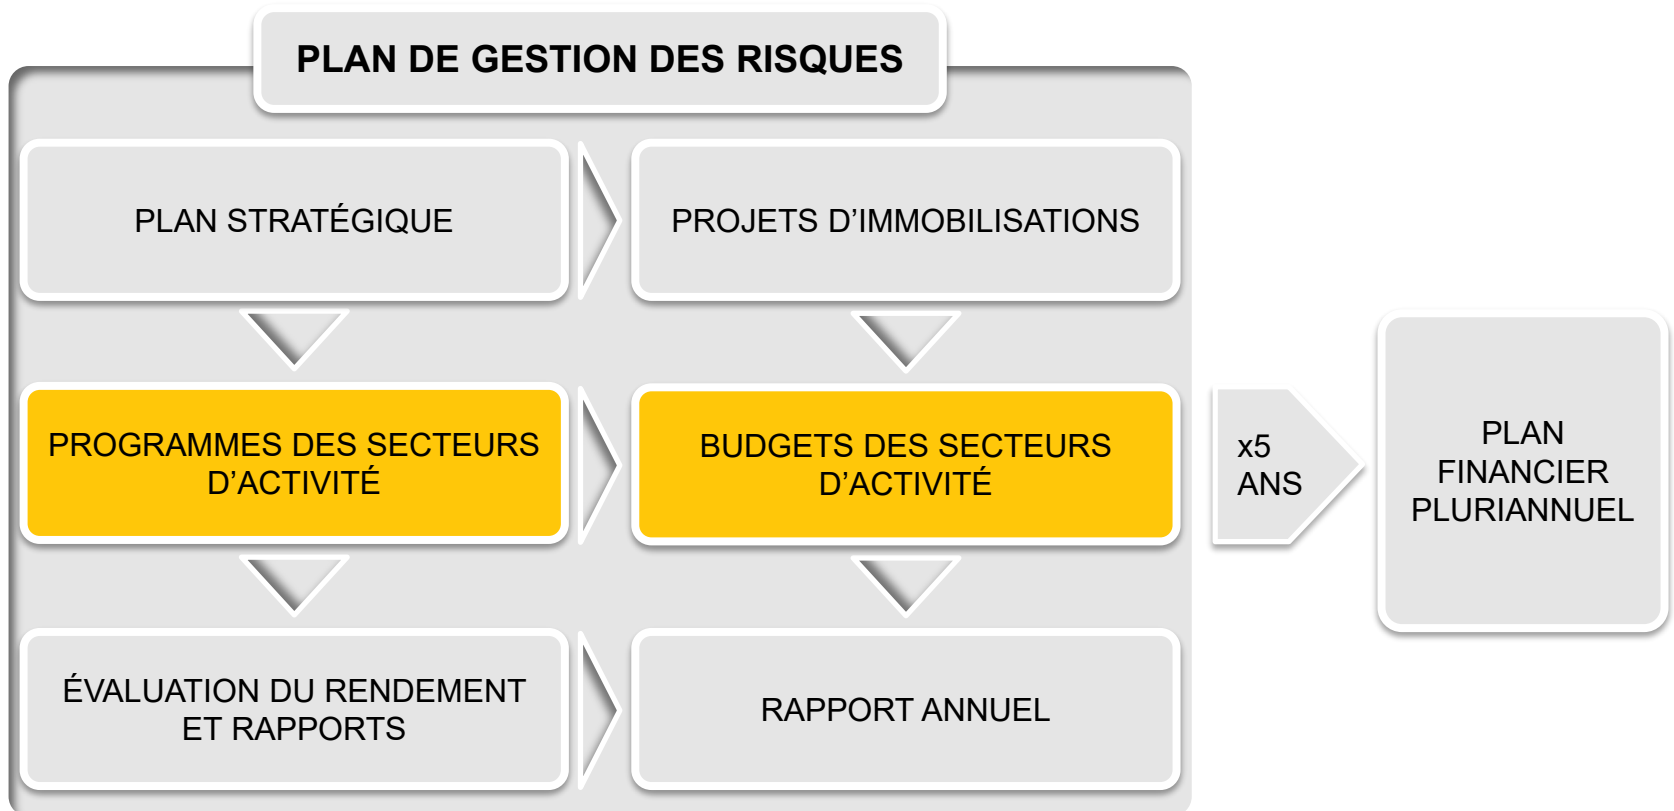 PLAN DE GESTION DES RISQUES
PLAN STRATÉGIQUE
PROJETS D’IMMOBILISATIONS
PROGRAMMES DES SECTEURS
D’ACTIVITÉ
BUDGETS DES SECTEURS
D’ACTIVITÉ
x5
ANS
PLAN
FINANCIER
PLURIANNUEL
ÉVALUATION DU RENDEMENT
ET RAPPORTS
RAPPORT ANNUEL